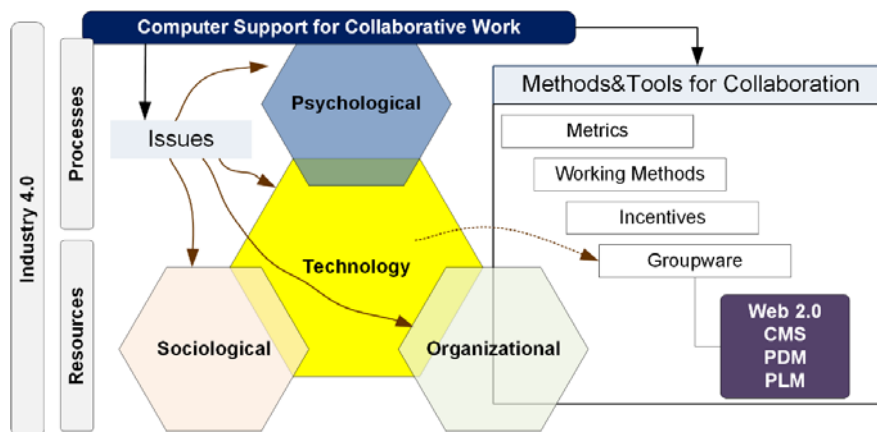 Computer Support for Collaborative Work
Industry 4.0
Processes
Resources
Issues
Psychological
Technology
Sociological
Organizational
Methods&Tools for Collaboration
Metrics
Working Methods
Incentives
Groupware
Web 2.0
CMS
PDM
PLM